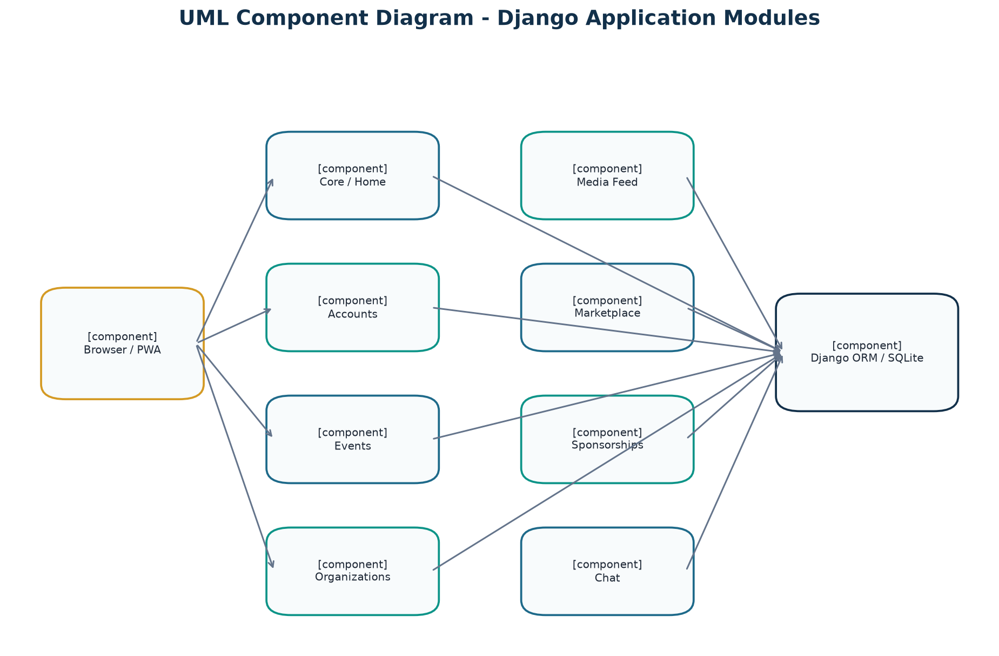 UML Component Diagram - Django Application Modules
[component]
Core / Home
[component]
Media Feed
[component]
Accounts
[component]
Marketplace
[component]
Browser / PWA
[component]
Django ORM / SQLite
[component]
Events
[component]
Sponsorships
[component]
Organizations
[component]
Chat